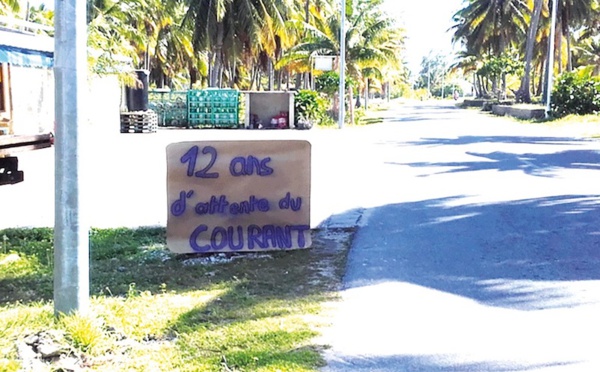 12 ans
d'attente du
COURANT